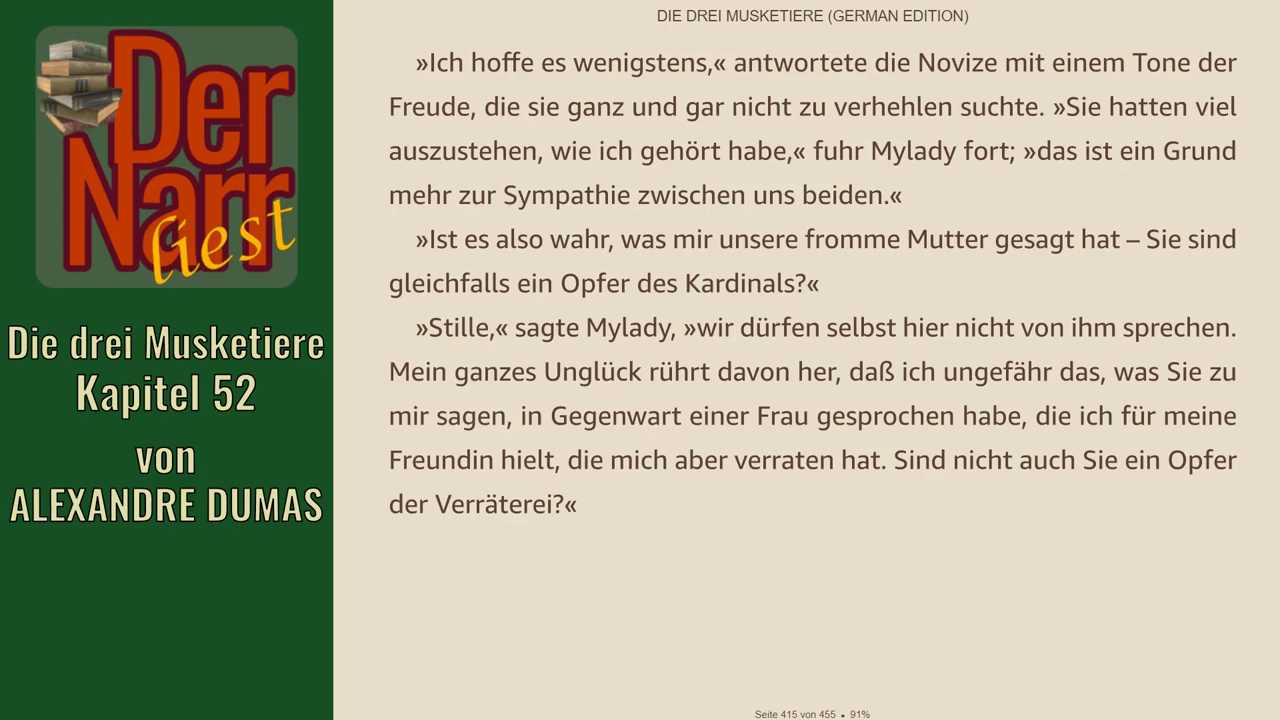 Der
Narr
liest
Die drei Musketiere
Kapitel 52
von
ALEXANDRE DUMAS
DIE DREI MUSKETIERE (GERMAN EDITION)
»Ich hoffe es wenigstens,« antwortete die Novize mit einem Tone der
Freude, die sie ganz und gar nicht zu verhehlen suchte. »Sie hatten viel
auszustehen, wie ich gehört habe,« fuhr Mylady fort; »das ist ein Grund
mehr zur Sympathie zwischen uns beiden.«
»Ist es also wahr, was mir unsere fromme Mutter gesagt hat – Sie sind
gleichfalls ein Opfer des Kardinals?«
»Stille,« sagte Mylady, »wir dürfen selbst hier nicht von ihm sprechen.
Mein ganzes Unglück rührt davon her, daß ich ungefähr das, was Sie zu
mir sagen, in Gegenwart einer Frau gesprochen habe, die ich für meine
Freundin hielt, die mich aber verraten hat. Sind nicht auch Sie ein Opfer
der Verräterei?«
Seite 415 von 455 • 91%